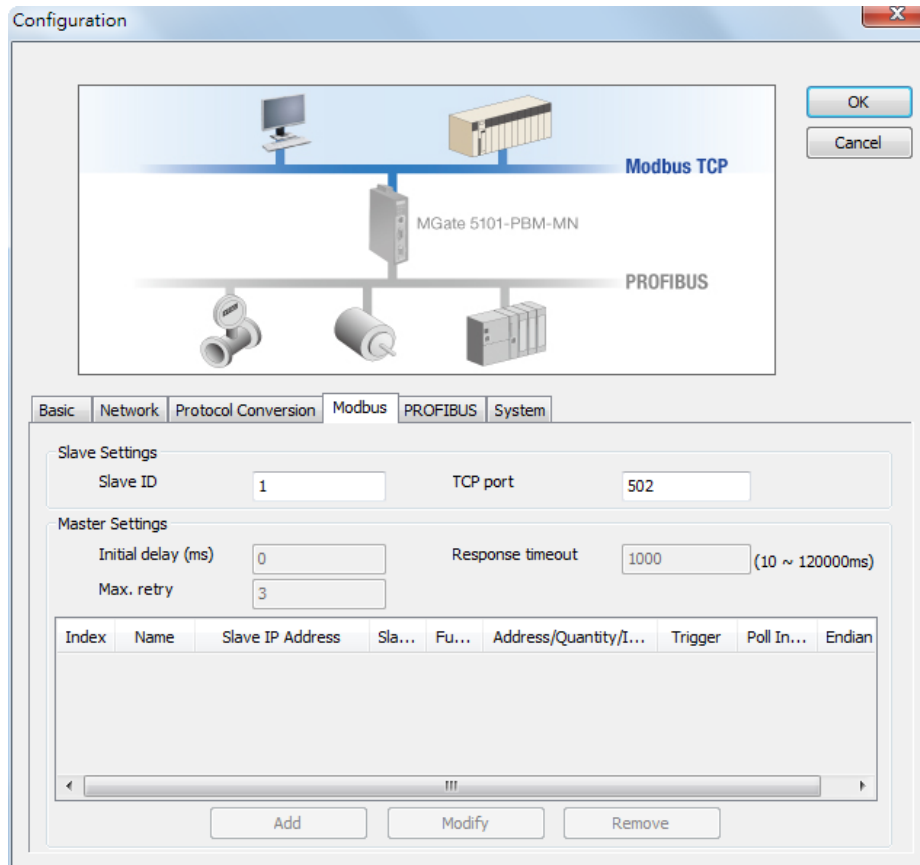 Configuration
OK
Cancel
Modbus TCP
MGate 5101-PBM-MN
PROFIBUS
Basic Network Protocol Conversion Modbus PROFIBUS System
Slave Settings
Slave ID 1 TCP port 502
Master Settings
Initial delay (ms) 0 Response timeout 1000 (10 ~ 120000ms)
Max. retry 3
Index Name Slave IP Address Sla... Fu... Address/Quantity/I... Trigger Poll In... Endian
Add Modify Remove